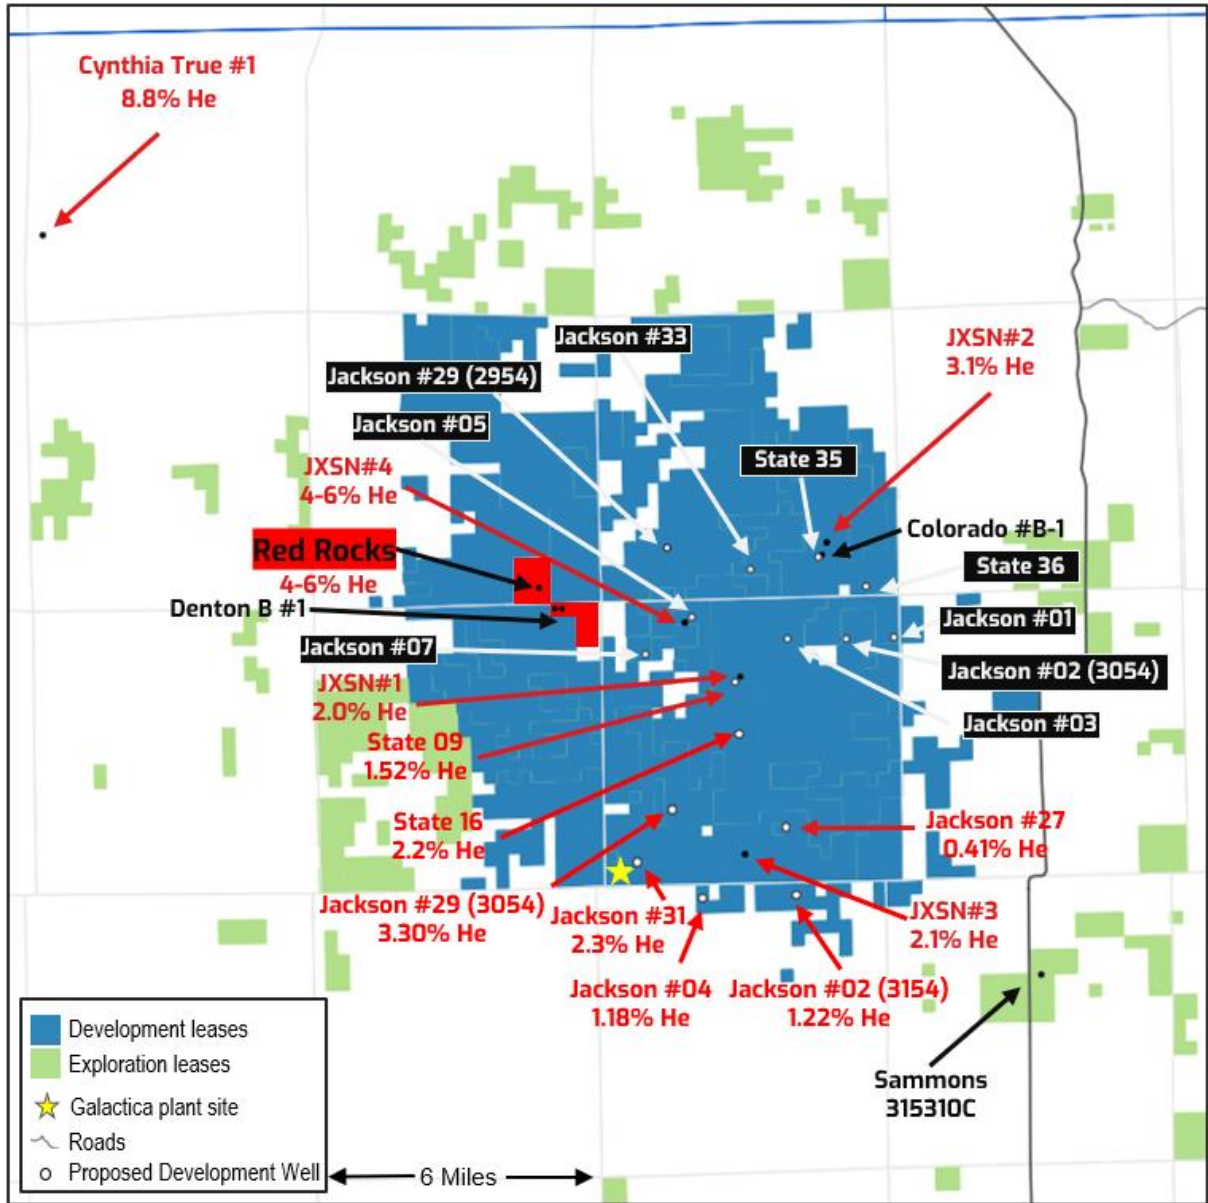 Cynthia True #1
8.8% He
Jackson #33
JXSN#2
3.1% He
Jackson #29 (2954)
Jackson #05
State 35
JXSN#4
4-6% He
Colorado #B-1
Red Rocks
4-6% He
State 36
Denton B #1
Jackson #01
Jackson #07
Jackson #02 (3054)
JXSN#1
2.0% He
Jackson #03
State 09
1.52% He
State 16
2.2% He
Jackson #27
0.41% He
Jackson #29 (3054)
3.30% He
Jackson #31
2.3% He
JXSN#3
2.1% He
Jackson #04
1.18% He
Jackson #02 (3154)
1.22% He
Sammons
315310C
Development leases
Exploration leases
Galactica plant site
Roads
Proposed Development Well
6 Miles